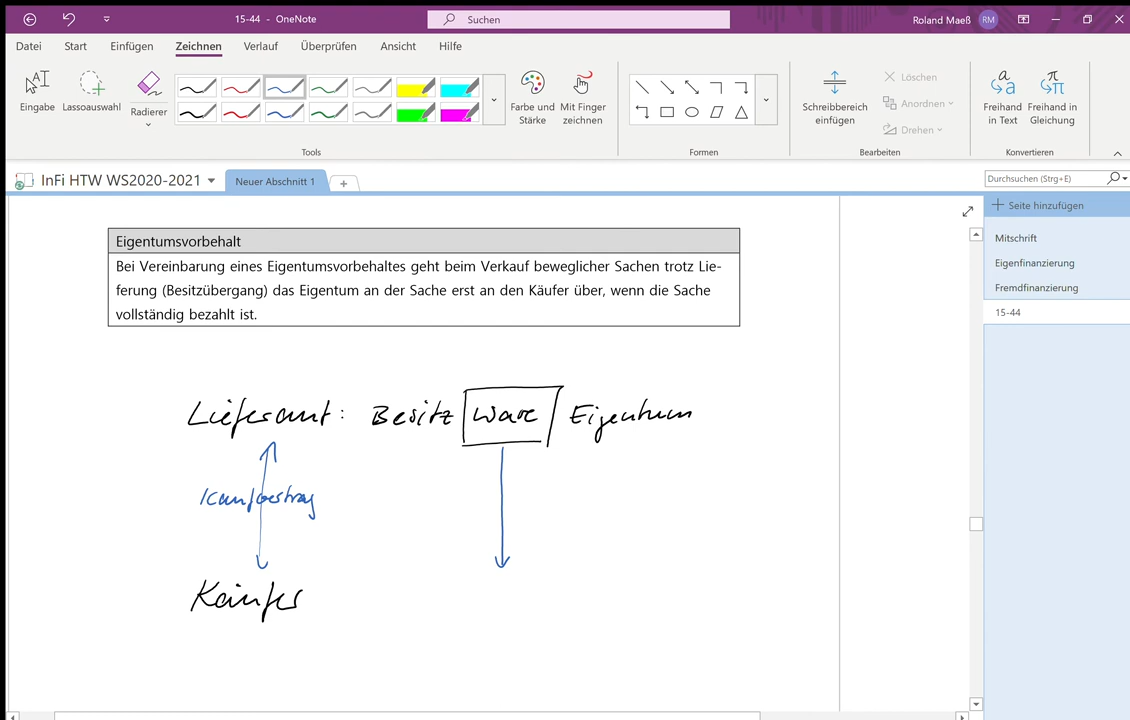 15-44 - OneNote
Suchen
Roland Maeß
RM
Datei Start Einfügen Zeichnen Verlauf Überprüfen Ansicht Hilfe
Eingabe
Lassoauswahl
Radierer
Farbe und Stärke
Mit Finger zeichnen
Schreibbereich einfügen
Löschen
Anordnen
Drehen
Freihand in Text
Freihand in Gleichung
Tools
Formen
Bearbeiten
Konvertieren
InFi HTW WS2020-2021
Neuer Abschnitt 1
Durchsuchen (Strg+E)
Seite hinzufügen
Mitschrift
Eigenfinanzierung
Fremdfinanzierung
15-44
Eigentumsvorbehalt
Bei Vereinbarung eines Eigentumsvorbehaltes geht beim Verkauf beweglicher Sachen trotz Lie-
ferung (Besitzübergang) das Eigentum an der Sache erst an den Käufer über, wenn die Sache
vollständig bezahlt ist.
Lieferant: Besitz Ware Eigentum
Kaufvertrag
Käufer